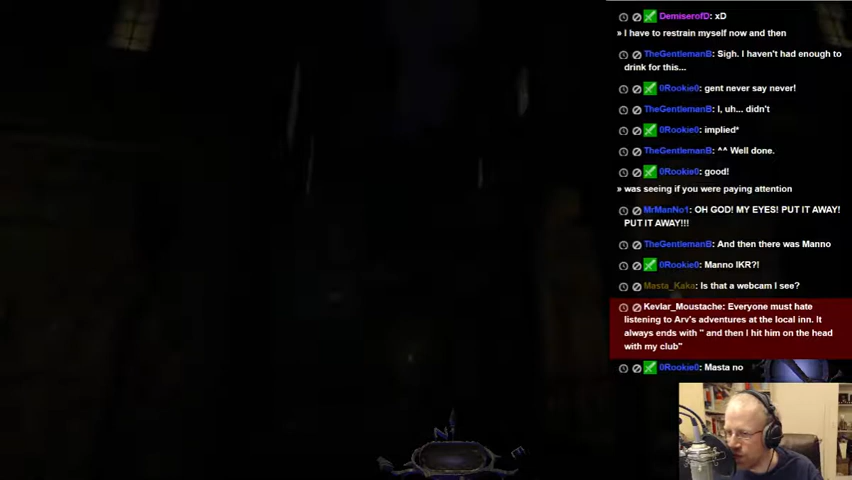 DemiserofD: xD
» I have to restrain myself now and then
TheGentlemanB: Sigh. I haven't had enough to
drink for this...
0Rookie0: gent never say never!
TheGentlemanB: I, uh... didn't
0Rookie0: implied*
TheGentlemanB: ^^ Well done.
0Rookie0: good!
» was seeing if you were paying attention
MrManNo1: OH GOD! MY EYES! PUT IT AWAY!
PUT IT AWAY!!!
TheGentlemanB: And then there was Manno
0Rookie0: Manno IKR?!
Masta_Kaka: Is that a webcam I see?
Kevlar_Moustache: Everyone must hate
listening to Arv's adventures at the local inn. It
always ends with " and then I hit him on the head
with my club"
0Rookie0: Masta no
N
E